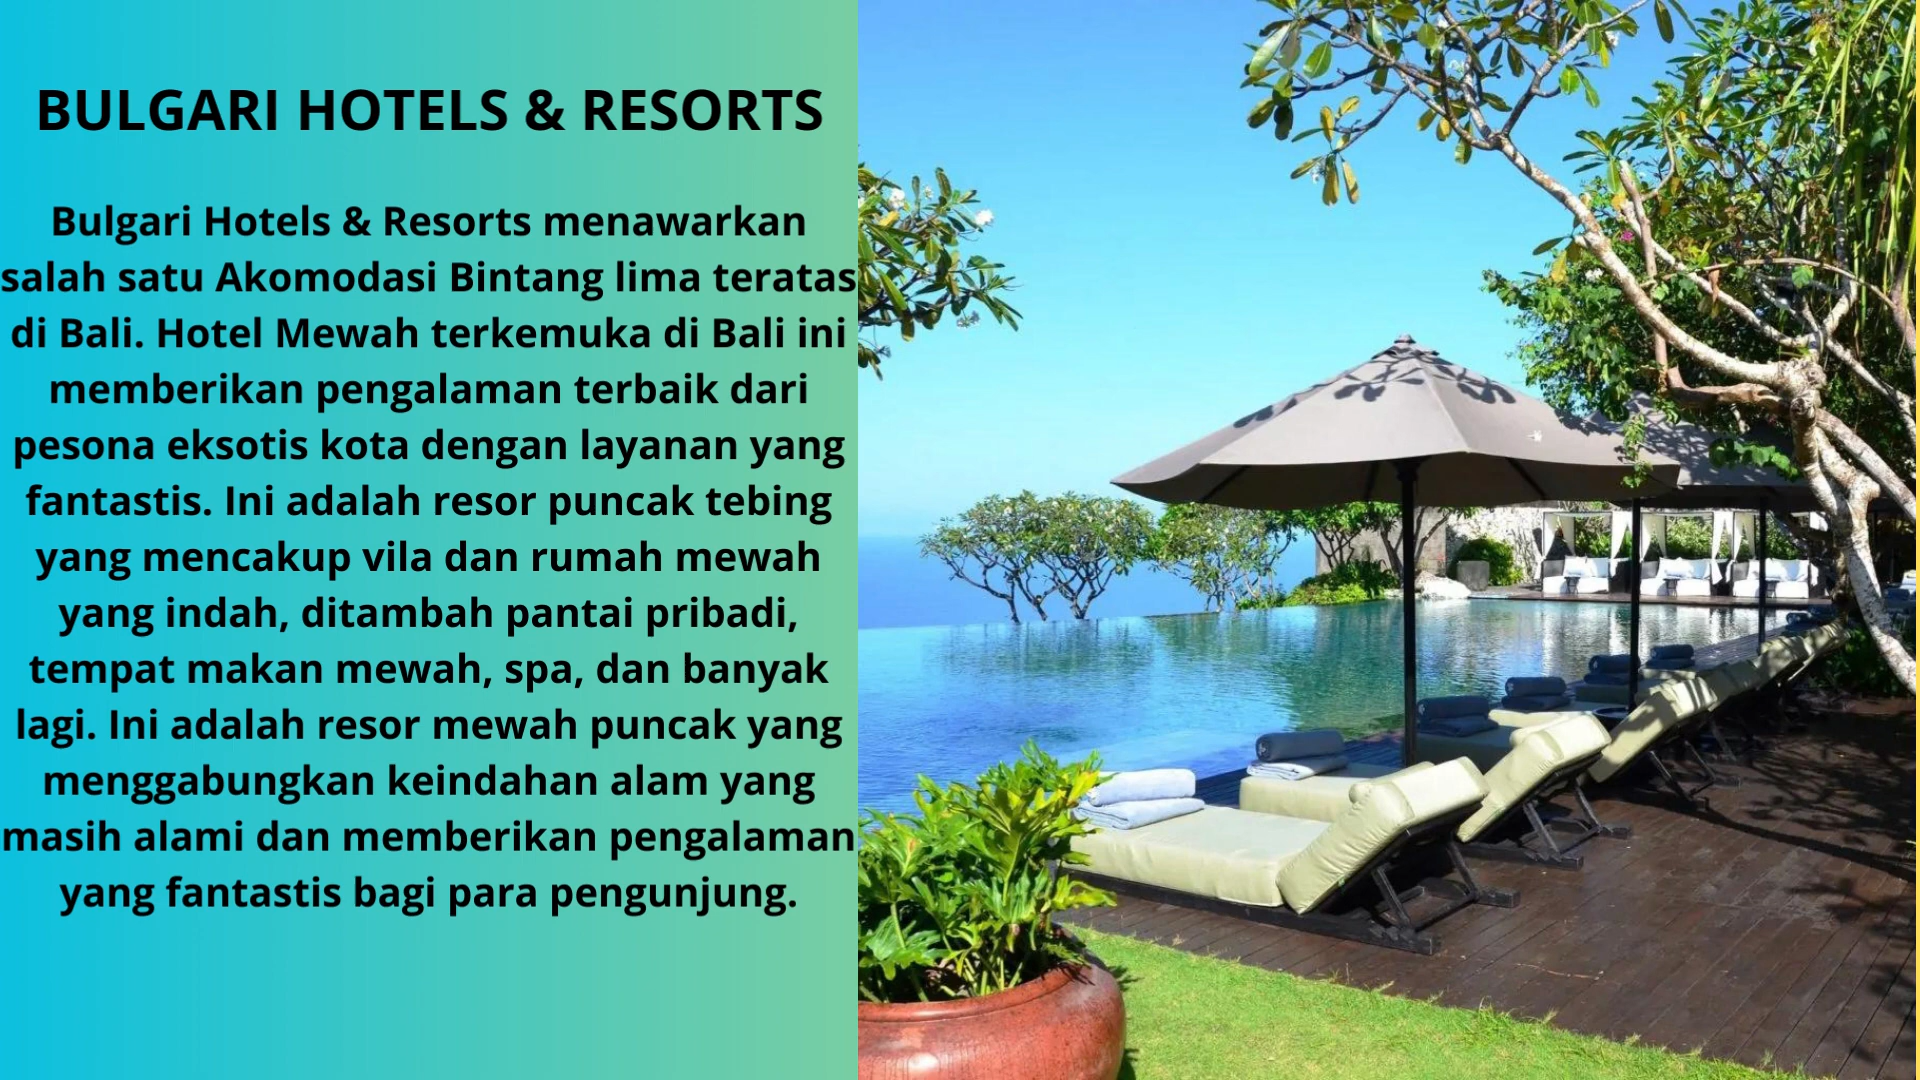 BULGARI HOTELS & RESORTS
Bulgari Hotels & Resorts menawarkan
salah satu Akomodasi Bintang lima teratas
di Bali. Hotel Mewah terkemuka di Bali ini
memberikan pengalaman terbaik dari
pesona eksotis kota dengan layanan yang
fantastis. Ini adalah resor puncak tebing
yang mencakup vila dan rumah mewah
yang indah, ditambah pantai pribadi,
tempat makan mewah, spa, dan banyak
lagi. Ini adalah resor mewah puncak yang
menggabungkan keindahan alam yang
masih alami dan memberikan pengalaman
yang fantastis bagi para pengunjung.